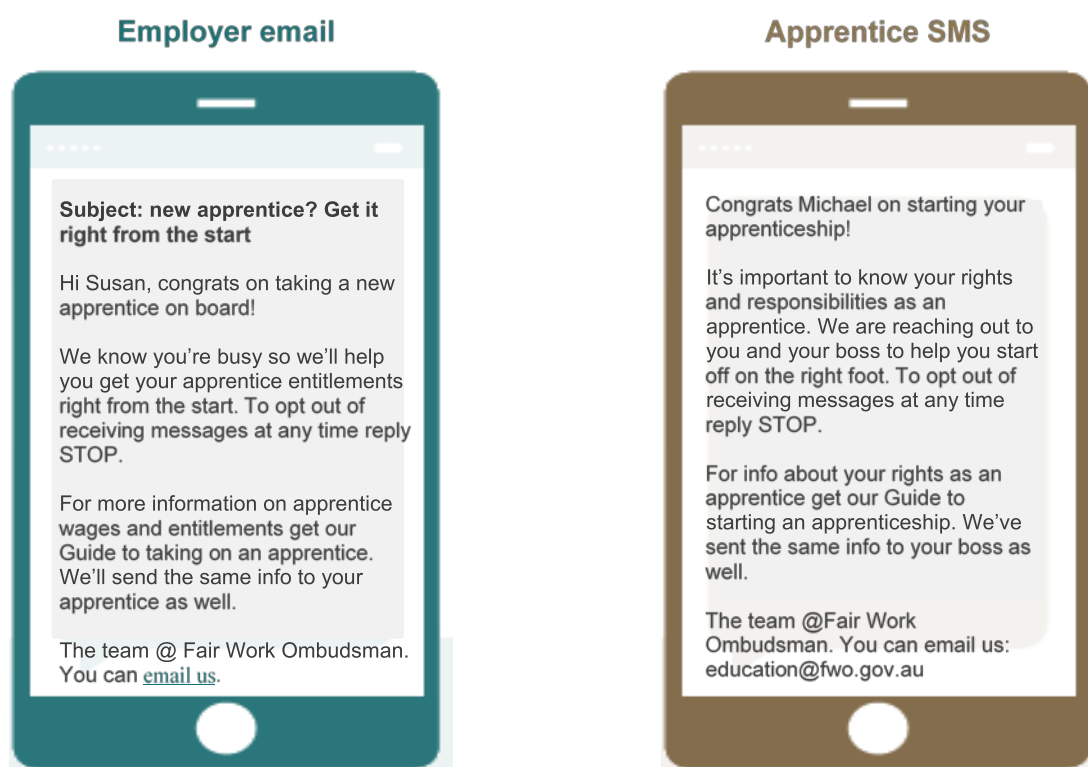 Employer email
Subject: new apprentice? Get it
right from the start
Hi Susan, congrats on taking a new
apprentice on board!
We know you’re busy so we’ll help
you get your apprentice entitlements
right from the start. To opt out of
receiving messages at any time reply
STOP.
For more information on apprentice
wages and entitlements get our
Guide to taking on an apprentice.
We’ll send the same info to your
apprentice as well.
The team @ Fair Work Ombudsman.
You can email us.
Apprentice SMS
Congrats Michael on starting your
apprenticeship!
It’s important to know your rights
and responsibilities as an
apprentice. We are reaching out to
you and your boss to help you start
off on the right foot. To opt out of
receiving messages at any time
reply STOP.
For info about your rights as an
apprentice get our Guide to
starting an apprenticeship. We’ve
sent the same info to your boss as
well.
The team @Fair Work
Ombudsman. You can email us:
education@fwo.gov.au